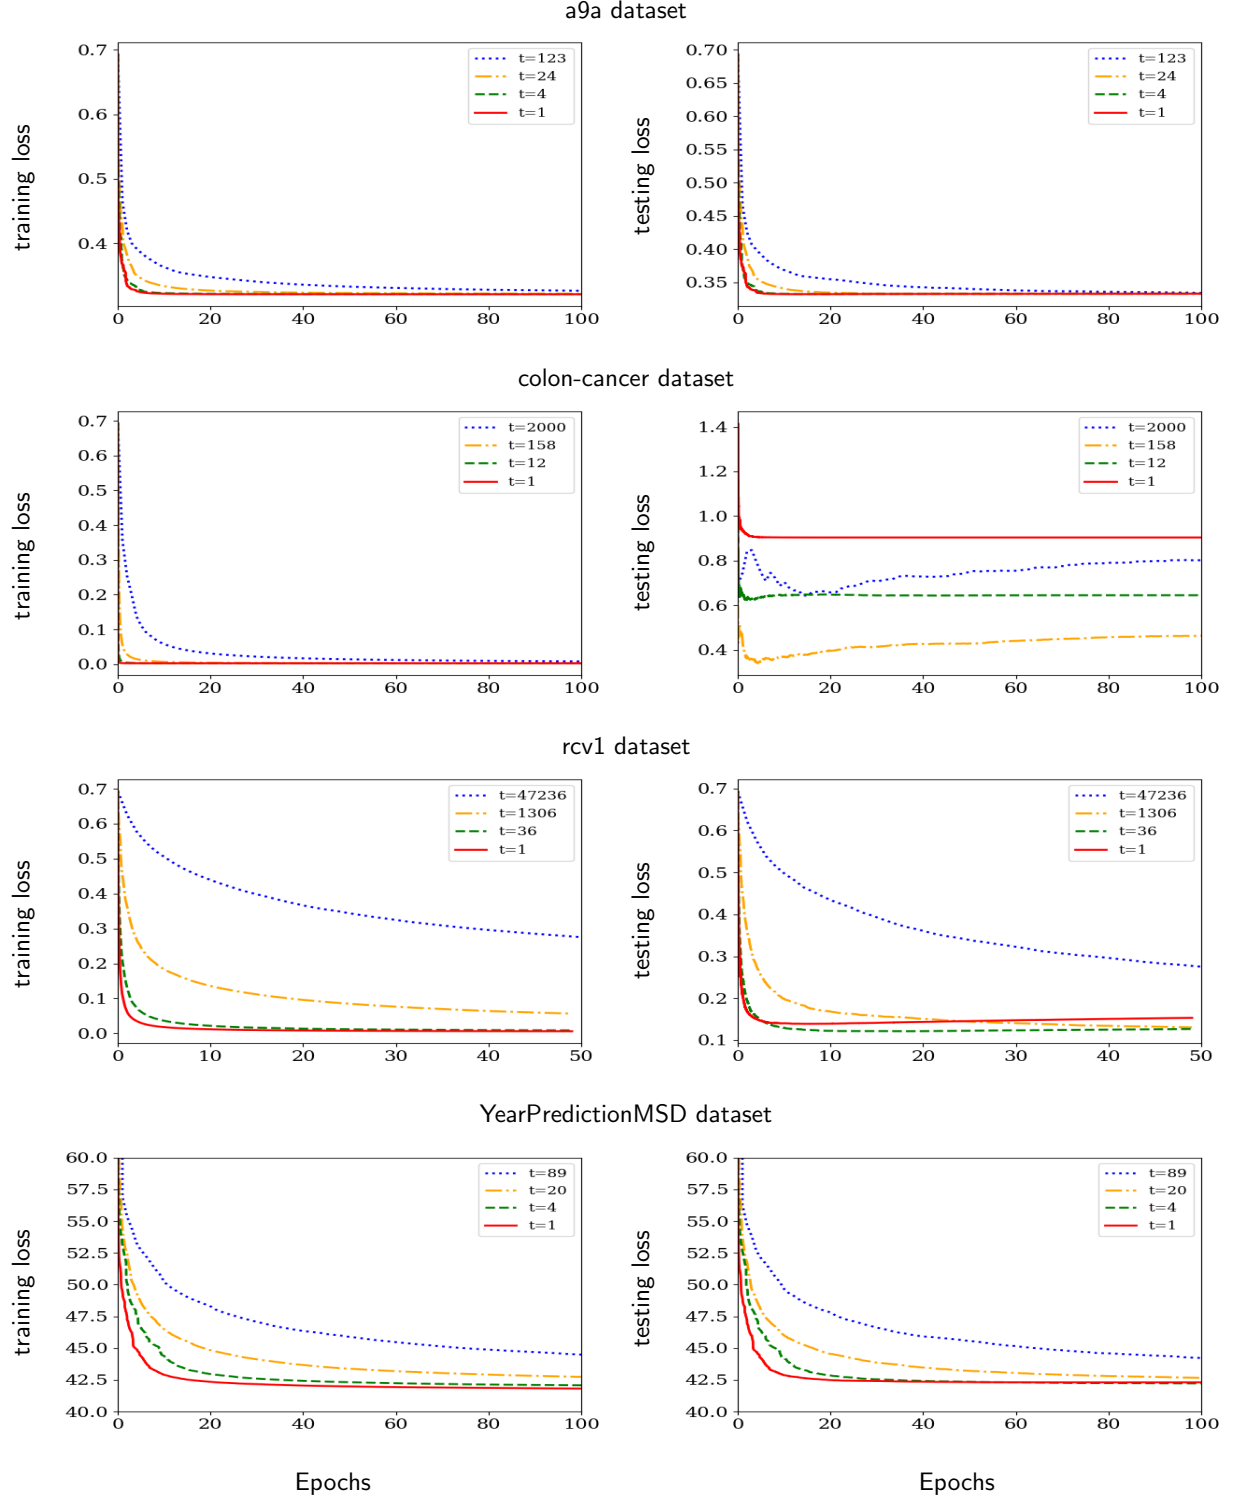 a9a dataset
training loss
0.7
0.6
0.5
0.4
0 20 40 60 80 100
t=123
t=24
t=4
t=1
testing loss
0.70
0.65
0.60
0.55
0.50
0.45
0.40
0.35
0 20 40 60 80 100
t=123
t=24
t=4
t=1
colon-cancer dataset
training loss
0.7
0.6
0.5
0.4
0.3
0.2
0.1
0.0
0 20 40 60 80 100
t=2000
t=158
t=12
t=1
testing loss
1.4
1.2
1.0
0.8
0.6
0.4
0 20 40 60 80 100
t=2000
t=158
t=12
t=1
rcv1 dataset
training loss
0.7
0.6
0.5
0.4
0.3
0.2
0.1
0.0
0 10 20 30 40 50
t=47236
t=1306
t=36
t=1
testing loss
0.7
0.6
0.5
0.4
0.3
0.2
0.1
0 10 20 30 40 50
t=47236
t=1306
t=36
t=1
YearPredictionMSD dataset
training loss
60.0
57.5
55.0
52.5
50.0
47.5
45.0
42.5
40.0
0 20 40 60 80 100
t=89
t=20
t=4
t=1
Epochs
testing loss
60.0
57.5
55.0
52.5
50.0
47.5
45.0
42.5
40.0
0 20 40 60 80 100
t=89
t=20
t=4
t=1
Epochs